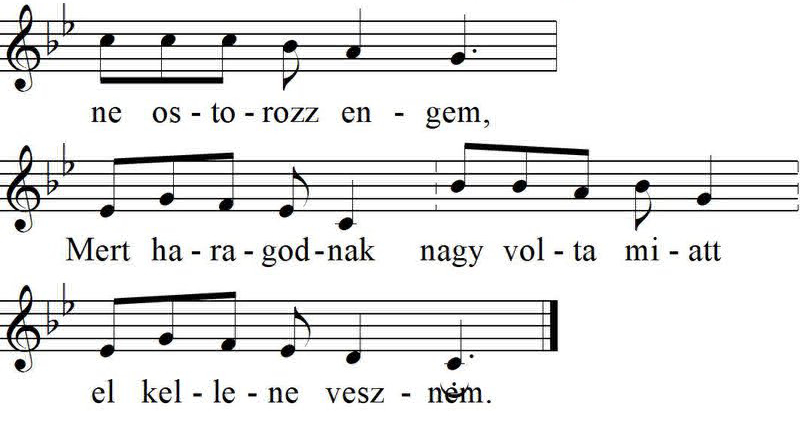 ne os - to - rozz en - gem,
Mert ha - ra - god - nak nagy vol - ta mi - att
el kel - le - ne vesz - ném.